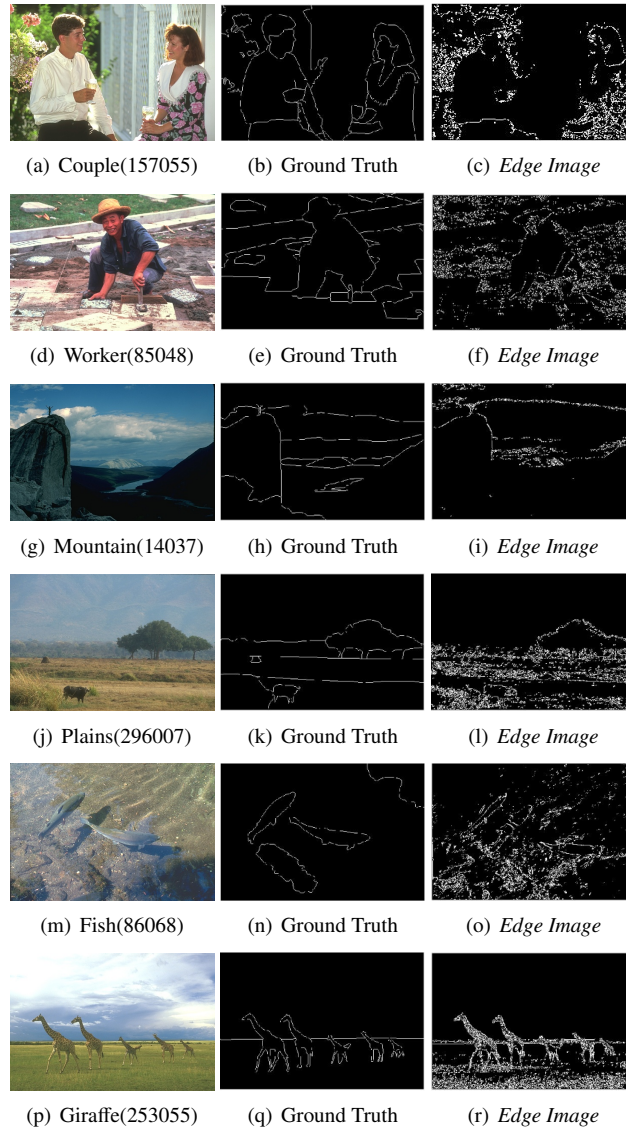 (a) Couple(157055) (b) Ground Truth (c) Edge Image
(d) Worker(85048) (e) Ground Truth (f) Edge Image
(g) Mountain(14037) (h) Ground Truth (i) Edge Image
(j) Plains(296007) (k) Ground Truth (l) Edge Image
(m) Fish(86068) (n) Ground Truth (o) Edge Image
(p) Giraffe(253055) (q) Ground Truth (r) Edge Image